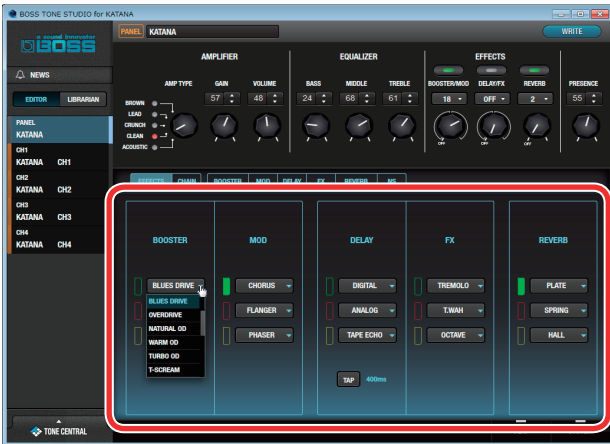 BOSS TONE STUDIO for KATANA
a sound innovator
BOSS
PANEL KATANA
WRITE
NEWS
EDITOR LIBRARIAN
PANEL
KATANA
CH1
KATANA CH1
CH2
KATANA CH2
CH3
KATANA CH3
CH4
KATANA CH4
TONE CENTRAL
AMPLIFIER EQUALIZER EFFECTS
AMP TYPE GAIN VOLUME BASS MIDDLE TREBLE BOOSTER/MOD DELAY/FX REVERB PRESENCE
57 48 24 68 61 18 OFF 2 55
BROWN
LEAD
CRUNCH
CLEAN
ACOUSTIC
OFF OFF OFF
EFFECTS CHAIN BOOSTER MOD DELAY FX REVERB NS
BOOSTER MOD DELAY FX REVERB
BLUES DRIVE CHORUS DIGITAL TREMOLO PLATE
BLUES DRIVE
OVERDRIVE FLANGER ANALOG T.WAH SPRING
NATURAL OD
WARM OD PHASER TAPE ECHO OCTAVE HALL
TURBO OD
T-SCREAM
TAP 400ms